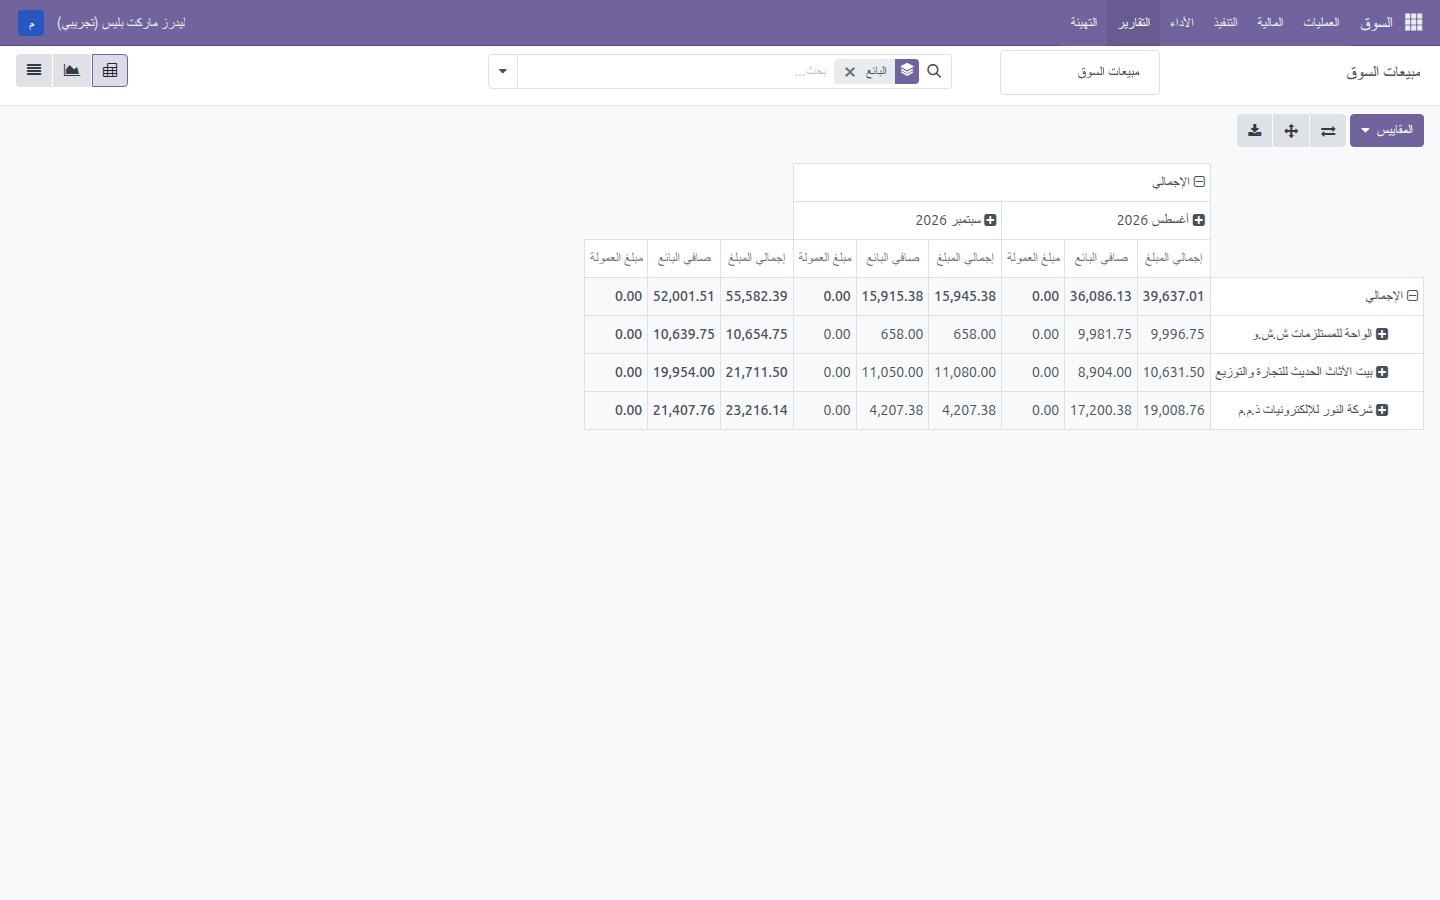 السوق العمليات المالية التنفيذ الأداء التقارير التهيئة ليدرز ماركت بليس (تجريبي) م
مبيعات السوق مبيعات السوق البائع بحث...
المقاييس
الإجمالي
أغسطس 2026 سبتمبر 2026
إجمالي المبلغ صافي البائع مبلغ العمولة إجمالي المبلغ صافي البائع مبلغ العمولة إجمالي المبلغ صافي البائع مبلغ العمولة
الإجمالي 39,637.01 36,086.13 0.00 15,945.38 15,915.38 0.00 55,582.39 52,001.51 0.00
الواحة للمستلزمات ش.ش.و 9,996.75 9,981.75 0.00 658.00 658.00 0.00 10,654.75 10,639.75 0.00
بيت الأثاث الحديث للتجارة والتوزيع 10,631.50 8,904.00 0.00 11,080.00 11,050.00 0.00 21,711.50 19,954.00 0.00
شركة النور للإلكترونيات ذ.م.م 19,008.76 17,200.38 0.00 4,207.38 4,207.38 0.00 23,216.14 21,407.76 0.00